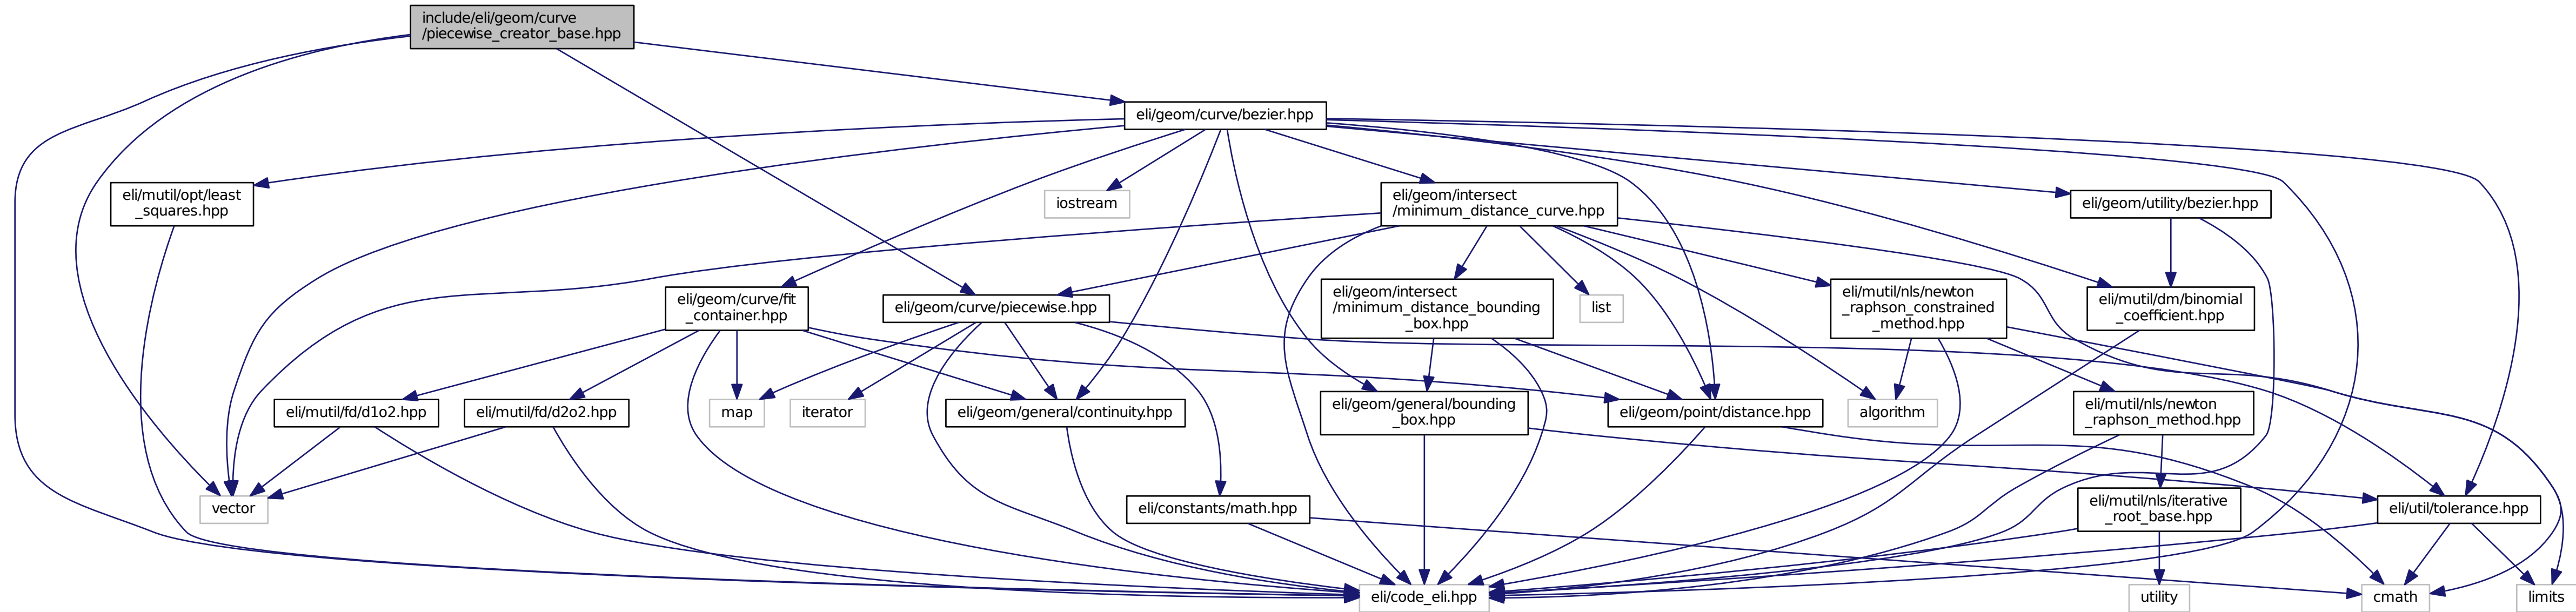 include/eli/geom/curve
/piecewise_creator_base.hpp
eli/geom/curve/bezier.hpp
eli/mutil/opt/least
_squares.hpp
iostream
eli/geom/intersect
/minimum_distance_curve.hpp
eli/geom/utility/bezier.hpp
eli/geom/curve/fit
_container.hpp
eli/geom/curve/piecewise.hpp
eli/geom/intersect
/minimum_distance_bounding
_box.hpp
list
eli/mutil/nls/newton
_raphson_constrained
_method.hpp
eli/mutil/dm/binomial
_coefficient.hpp
eli/mutil/fd/d1o2.hpp
eli/mutil/fd/d2o2.hpp
map
iterator
eli/geom/general/continuity.hpp
eli/geom/general/bounding
_box.hpp
eli/geom/point/distance.hpp
algorithm
eli/mutil/nls/newton
_raphson_method.hpp
vector
eli/constants/math.hpp
eli/mutil/nls/iterative
_root_base.hpp
eli/util/tolerance.hpp
eli/code_eli.hpp
utility
cmath
limits